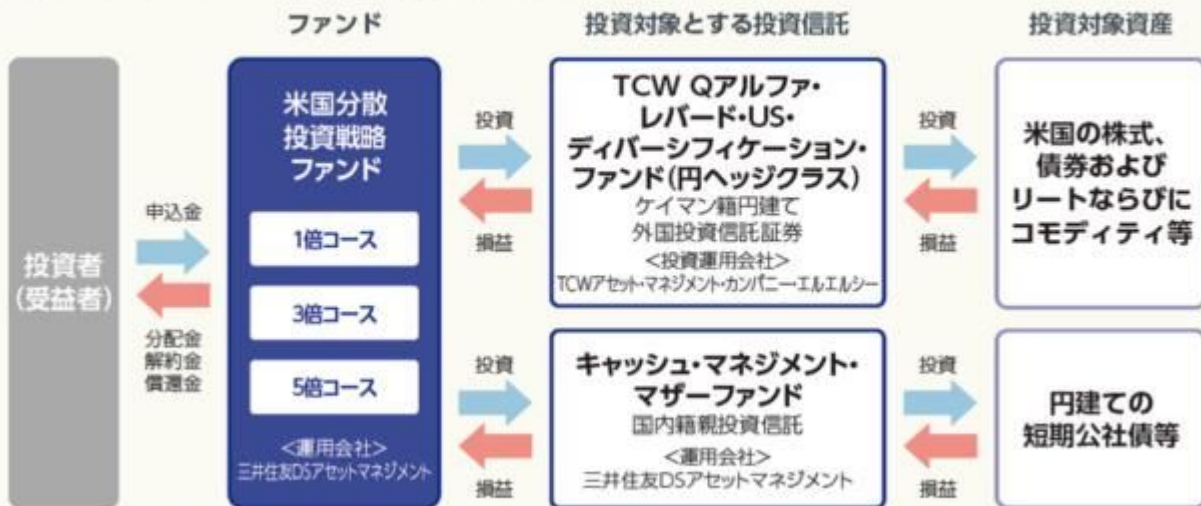 ファンド
投資対象とする投資信託
投資対象資産
投資者
(受益者)
申込金
分配金
解約金
償還金
米国分散
投資戦略
ファンド
1倍コース
3倍コース
5倍コース
<運用会社>
三井住友DSアセットマネジメント
投資
損益
TCW Qアルファ・
レバード・US・
ディバーシフィケーション・
ファンド(円ヘッジクラス)
ケイマン籍円建て
外国投資信託証券
<投資運用会社>
TCWアセット・マネジメント・カンパニー・エルエルシー
投資
損益
米国の株式、
債券および
リートならびに
コモディティ等
投資
損益
キャッシュ・マネジメント・
マザーファンド
国内籍親投資信託
<運用会社>
三井住友DSアセットマネジメント
投資
損益
円建ての
短期公社債等